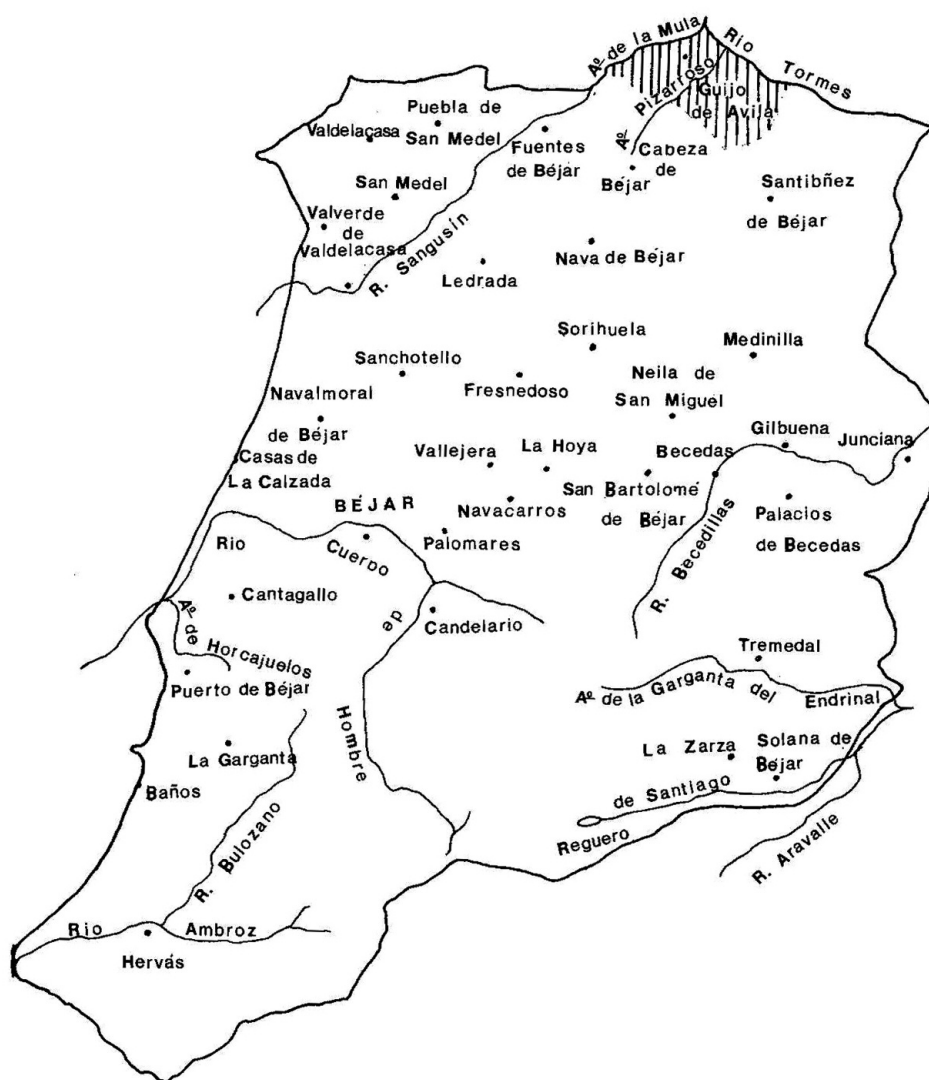 Aº de la Mula
Rio
Tormes
Aº Pizarroso
Guijo
de Avila
Puebla de
San Medel
Valdelacasa
Fuentes
de Béjar
Cabeza
de
Béjar
San Medel
Santibñez
de Béjar
Valverde
de
Valdelacasa
R. Sangusín
Nava de Béjar
Ledrada
Sorihuela
Medinilla
Sanchotello
Neila de
San Miguel
Fresnedoso
Navalmoral
de Béjar
Gilbuena
Junciana
Casas de
La Calzada
Vallejera
La Hoya
Becedas
San Bartolomé
de Béjar
BÉJAR
Navacarros
Palacios
de Becedas
Rio
Cuerpo
de
Hombre
Palomares
R. Becedillas
Cantagallo
Candelario
Aº de Horcajuelos
Tremedal
Puerto de Béjar
Aº de la Garganta del Endrinal
La Garganta
La Zarza
Solana de
Béjar
Baños
Reguero de Santiago
R. Bulozano
R. Aravalle
Rio Ambroz
Hervás